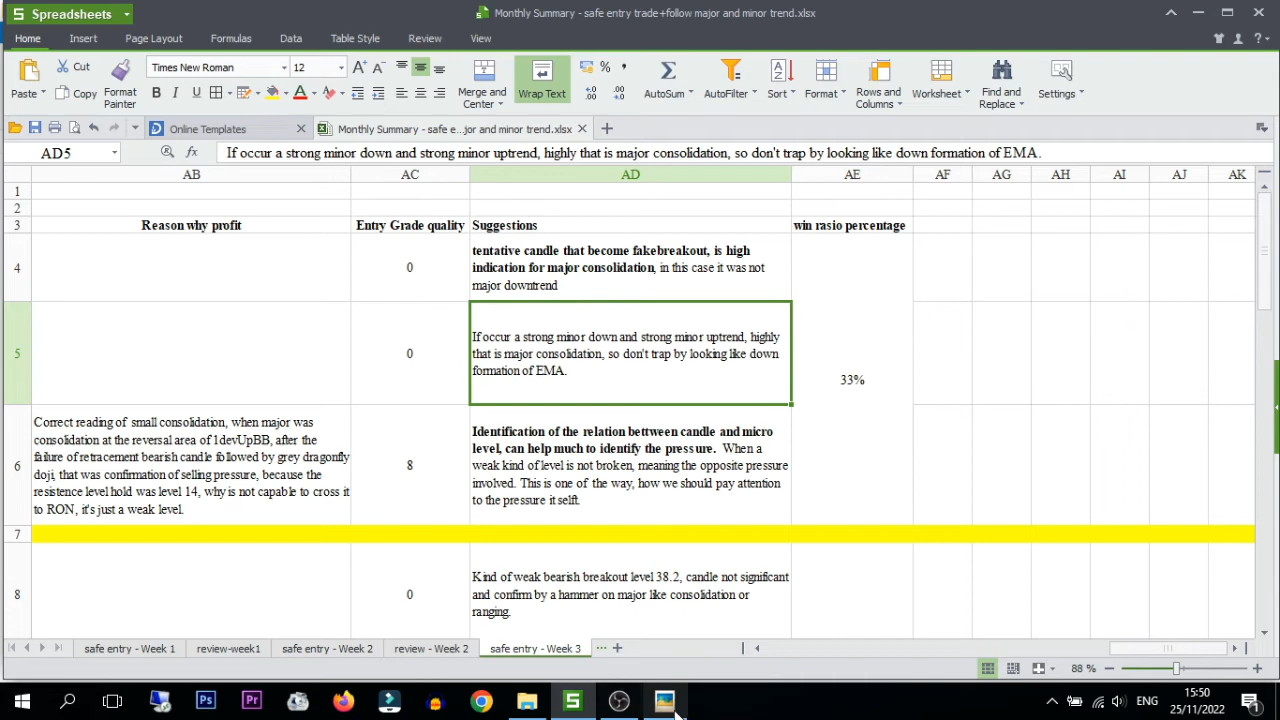 Spreadsheets
Monthly Summary - safe entry trade+follow major and minor trend.xlsx
Home
Insert
Page Layout
Formulas
Data
Table Style
Review
View
Paste
Cut
Copy
Format
Painter
Times New Roman
12
B I U
Merge and
Center
Wrap Text
AutoSum
AutoFilter
Sort
Format
Rows and
Columns
Worksheet
Find and
Replace
Settings
Online Templates
Monthly Summary - safe e...jor and minor trend.xlsx
AD5
fx
If occur a strong minor down and strong minor uptrend, highly that is major consolidation, so don't trap by looking like down formation of EMA.
AB
AC
AD
AE
AF
AG
AH
AI
AJ
AK
1
2
3
Reason why profit
Entry Grade quality
Suggestions
win rasio percentage
4
0
tentative candle that become fakebreakout, is high
indication for major consolidation, in this case it was not
major downtrend
5
0
If occur a strong minor down and strong minor uptrend, highly
that is major consolidation, so don't trap by looking like down
formation of EMA.
33%
6
Correct reading of small consolidation, when major was
consolidation at the reversal area of 1devUpBB, after the
failure of retracement bearish candle followed by grey dragonfly
doji, that was confirmation of selling pressure, because the
resistence level hold was level 14, why is not capable to cross it
to RON, it's just a weak level.
8
Identification of the relation bettween candle and micro
level, can help much to identify the pressure. When a
weak kind of level is not broken, meaning the opposite pressure
involved. This is one of the way, how we should pay attention
to the pressure it selft.
7
8
0
Kind of weak bearish breakout level 38.2, candle not significant
and confirm by a hammer on major like consolidation or
ranging.
safe entry - Week 1
review-week1
safe entry - Week 2
review - Week 2
safe entry - Week 3
88 %
ENG
15:50
25/11/2022